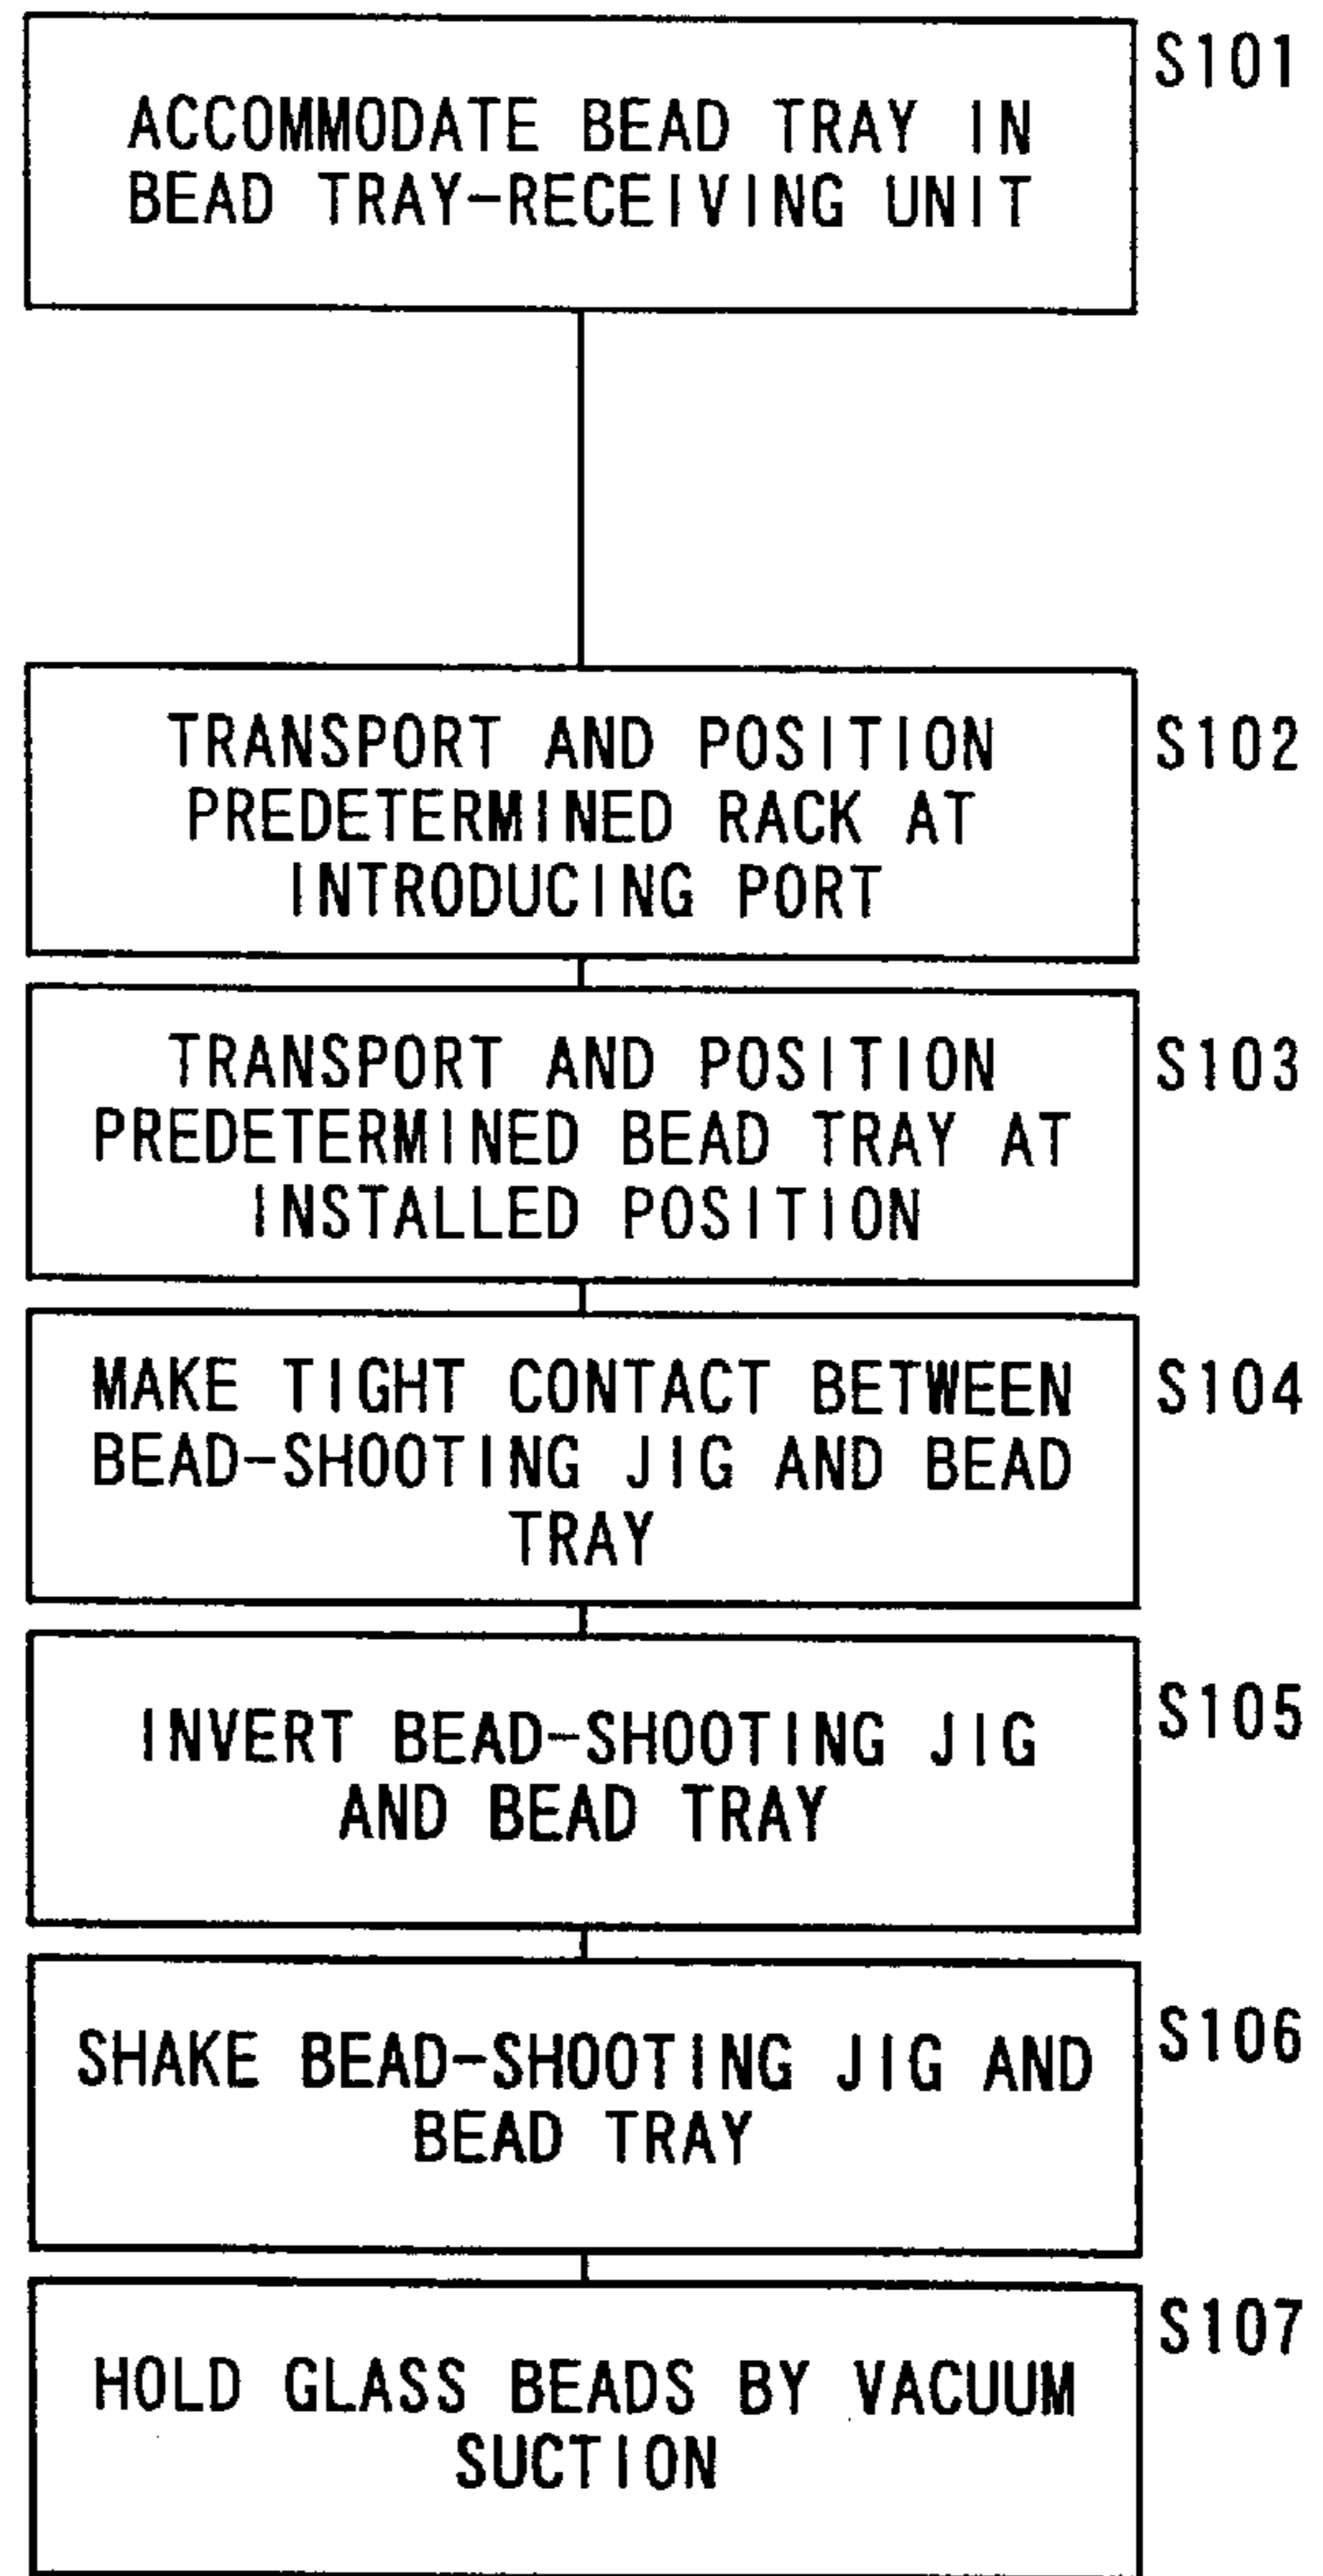 S101
ACCOMMODATE BEAD TRAY IN
BEAD TRAY-RECEIVING UNIT
S102
TRANSPORT AND POSITION
PREDETERMINED RACK AT
INTRODUCING PORT
S103
TRANSPORT AND POSITION
PREDETERMINED BEAD TRAY AT
INSTALLED POSITION
S104
MAKE TIGHT CONTACT BETWEEN
BEAD-SHOOTING JIG AND BEAD
TRAY
S105
INVERT BEAD-SHOOTING JIG
AND BEAD TRAY
S106
SHAKE BEAD-SHOOTING JIG AND
BEAD TRAY
S107
HOLD GLASS BEADS BY VACUUM
SUCTION